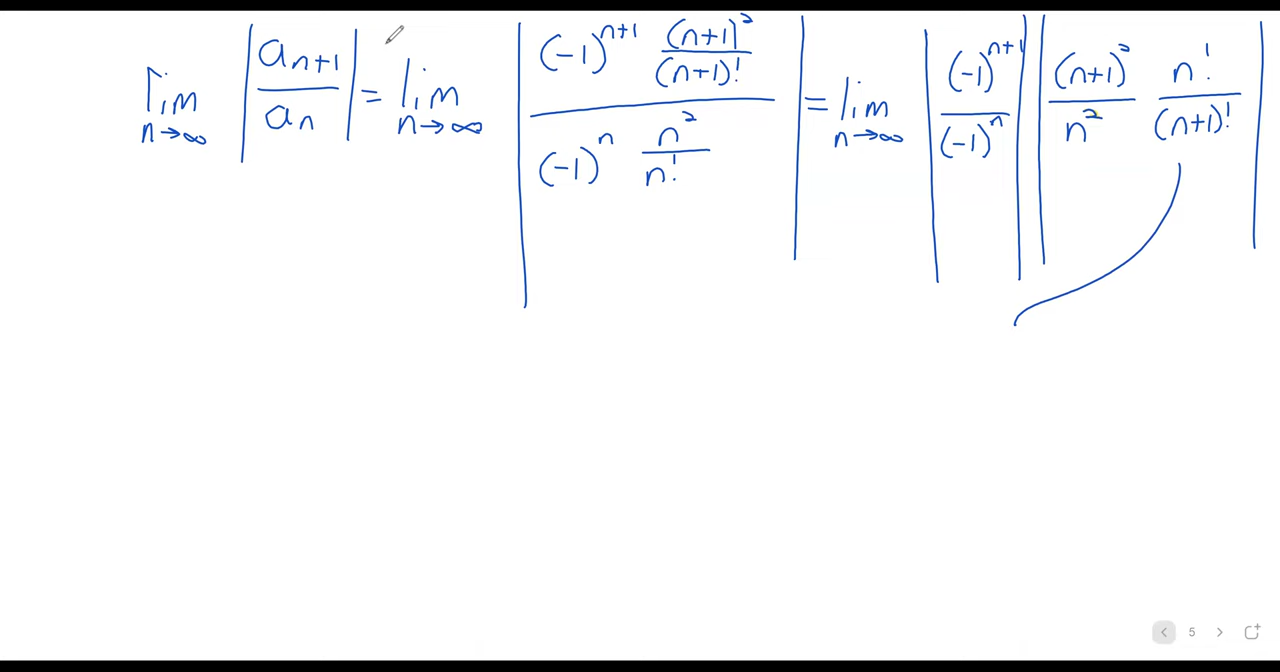 lim n→∞ |a_{n+1}/a_n| = lim n→∞ |((-1)^{n+1} (n+1)^2/(n+1)!)/((-1)^n n^2/n!)| = lim n→∞ |(-1)^{n+1}/(-1)^n| |(n+1)^2/n^2 n!/(n+1)!|
5